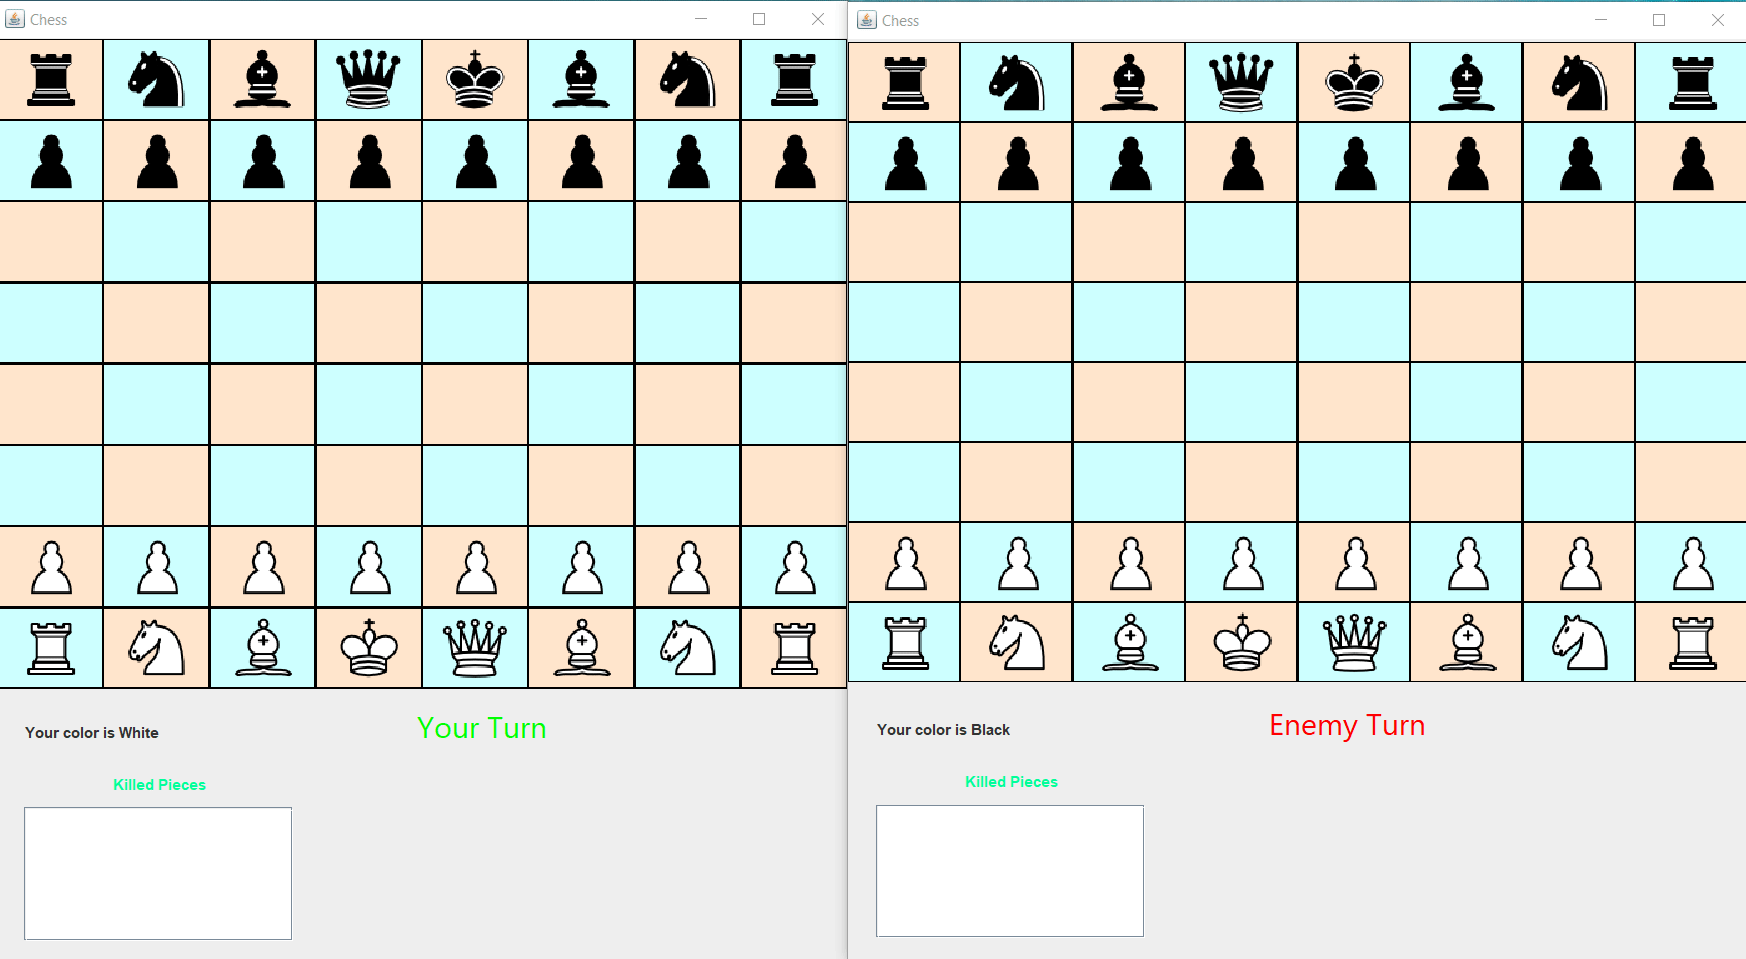 Chess
Your color is White
Your Turn
Killed Pieces
Chess
Your color is Black
Enemy Turn
Killed Pieces